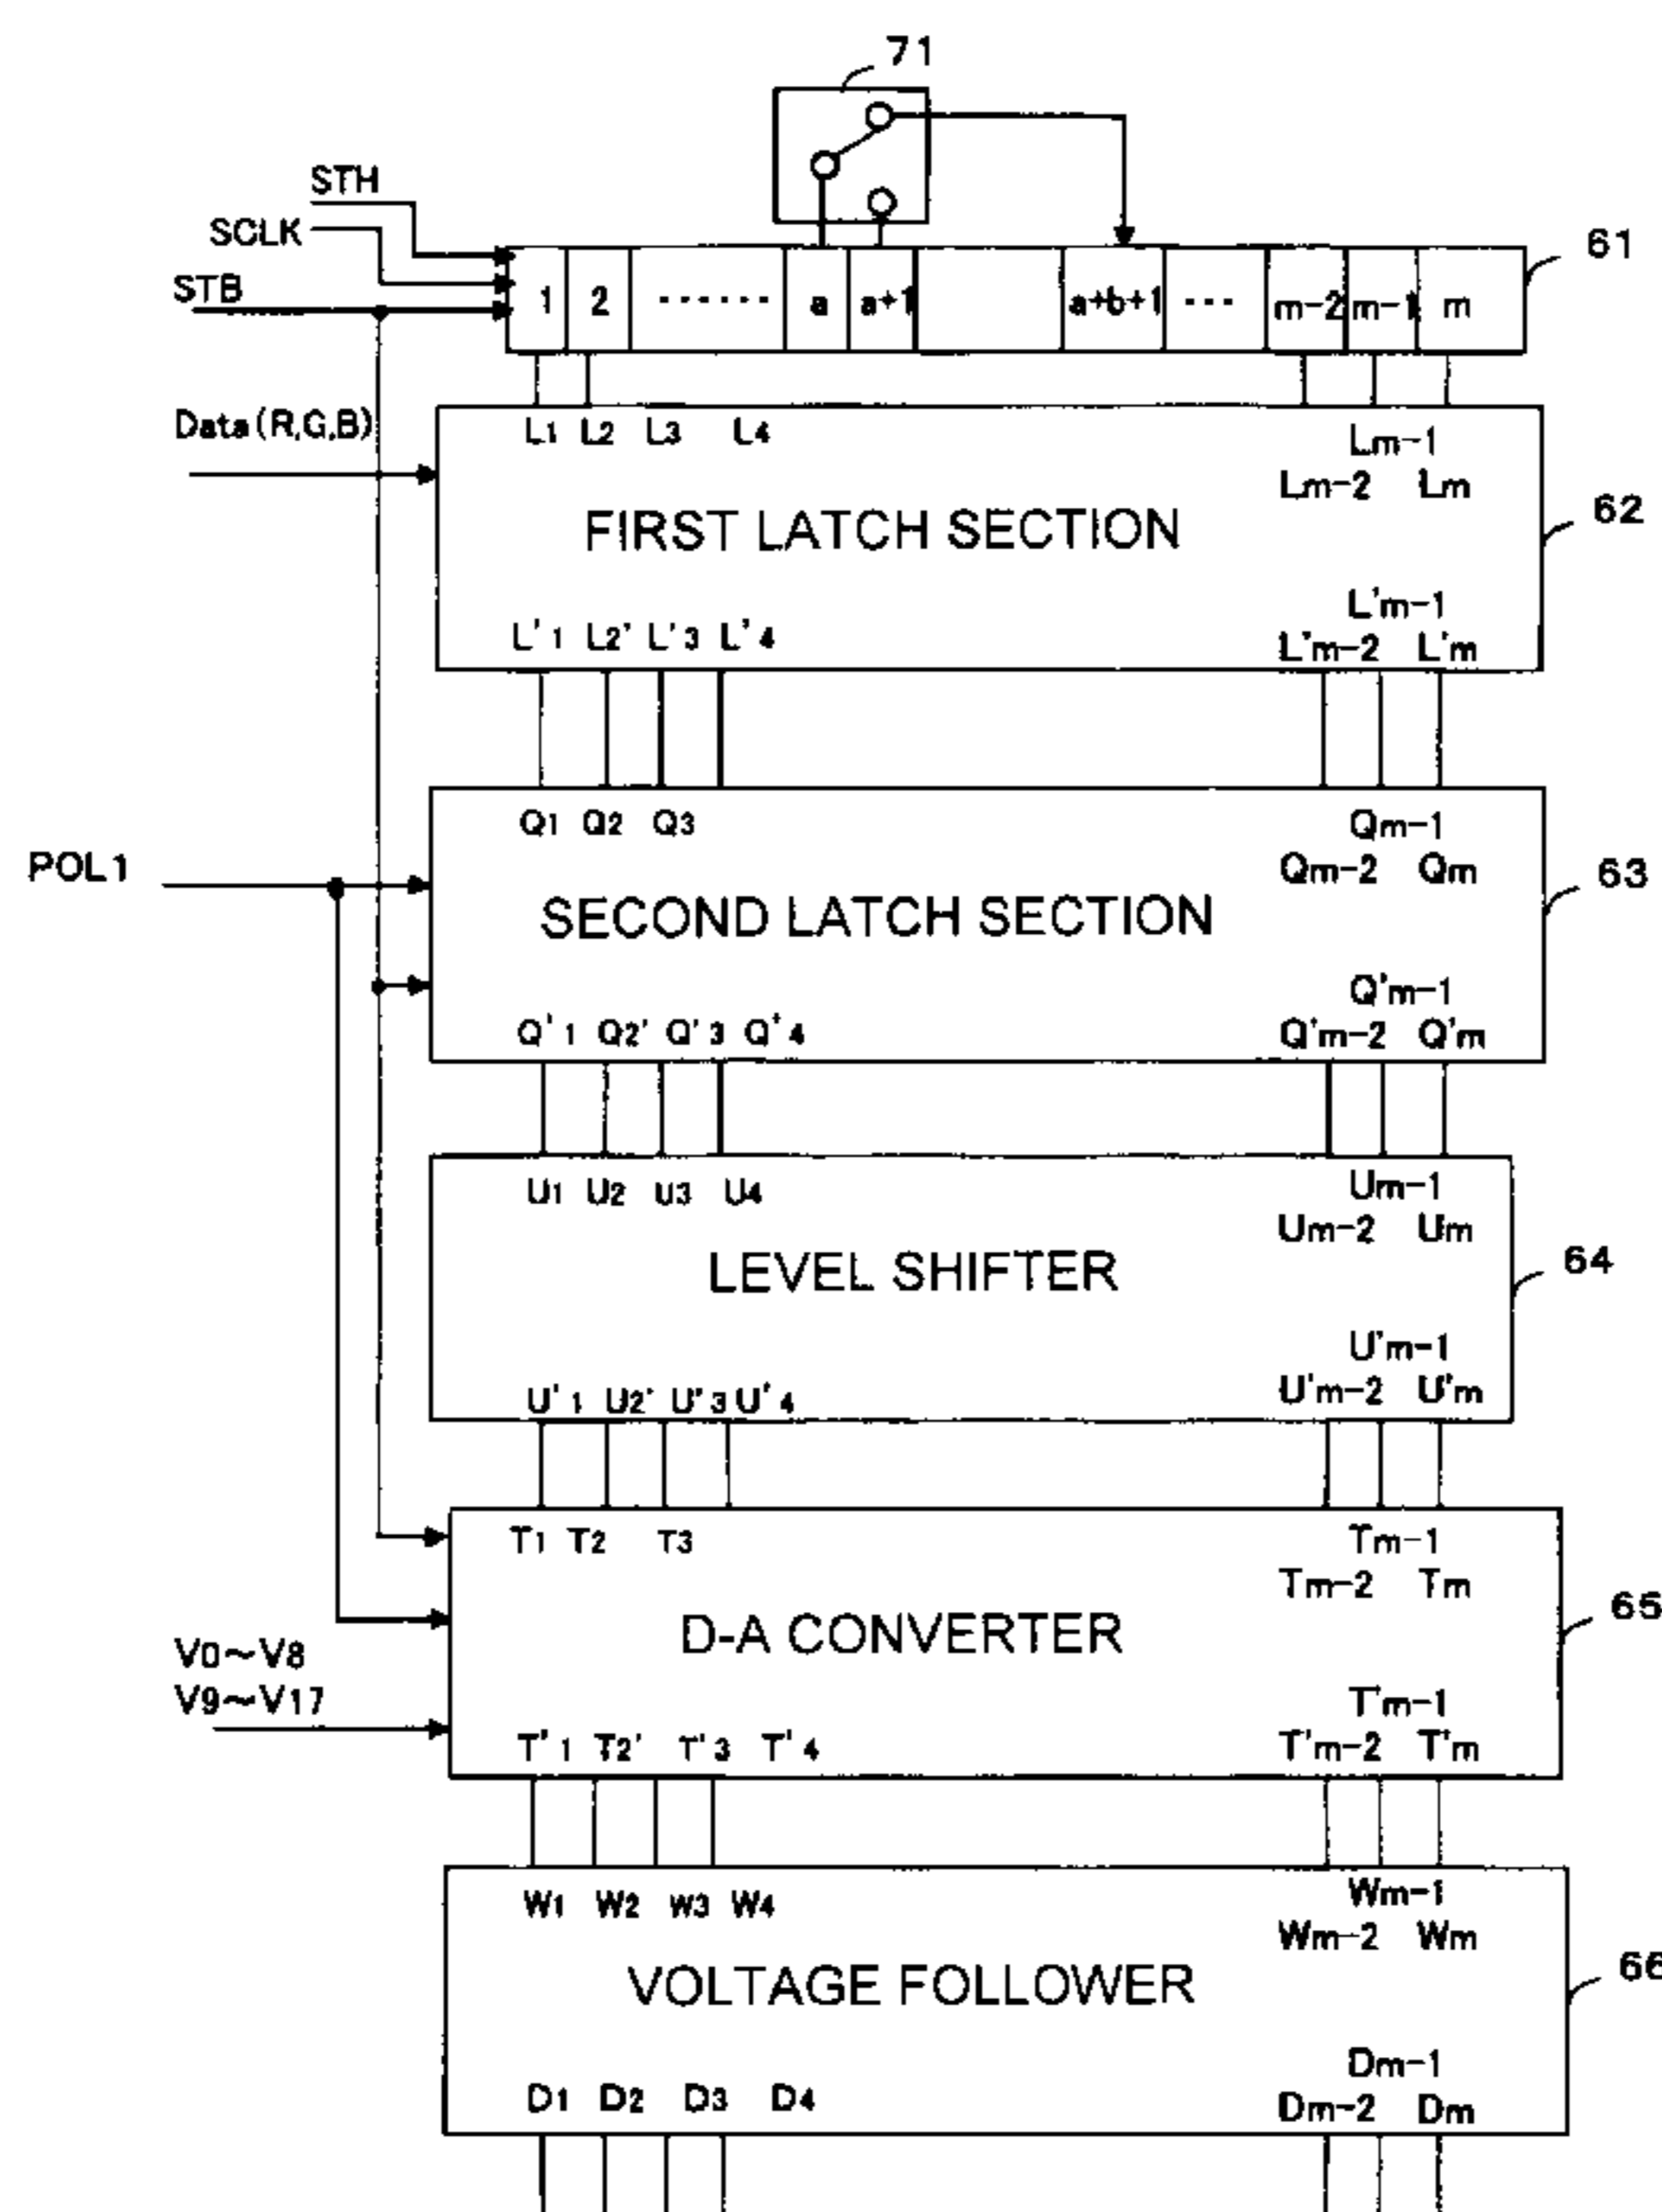 71
STH
SCLK
STB
61
1 2 ······ a a+1 a+b+1 ··· m-2 m-1 m
Data(R,G,B)
L1 L2 L3 L4 Lm-1
Lm-2 Lm
FIRST LATCH SECTION
62
L'm-1
L'1 L2' L'3 L'4 L'm-2 L'm
Q1 Q2 Q3 Qm-1
POL1
Qm-2 Qm
63
SECOND LATCH SECTION
Q'm-1
Q'1 Q2' Q'3 Q'4 Q'm-2 Q'm
U1 U2 U3 U4 Um-1
Um-2 Um
LEVEL SHIFTER
64
U'm-1
U'1 U2' U'3 U'4 U'm-2 U'm
T1 T2 T3 Tm-1
Tm-2 Tm
65
D-A CONVERTER
V0~V8
V9~V17
T'm-1
T'1 T2' T'3 T'4 T'm-2 T'm
W1 W2 W3 W4 Wm-1
Wm-2 Wm
66
VOLTAGE FOLLOWER
Dm-1
D1 D2 D3 D4 Dm-2 Dm